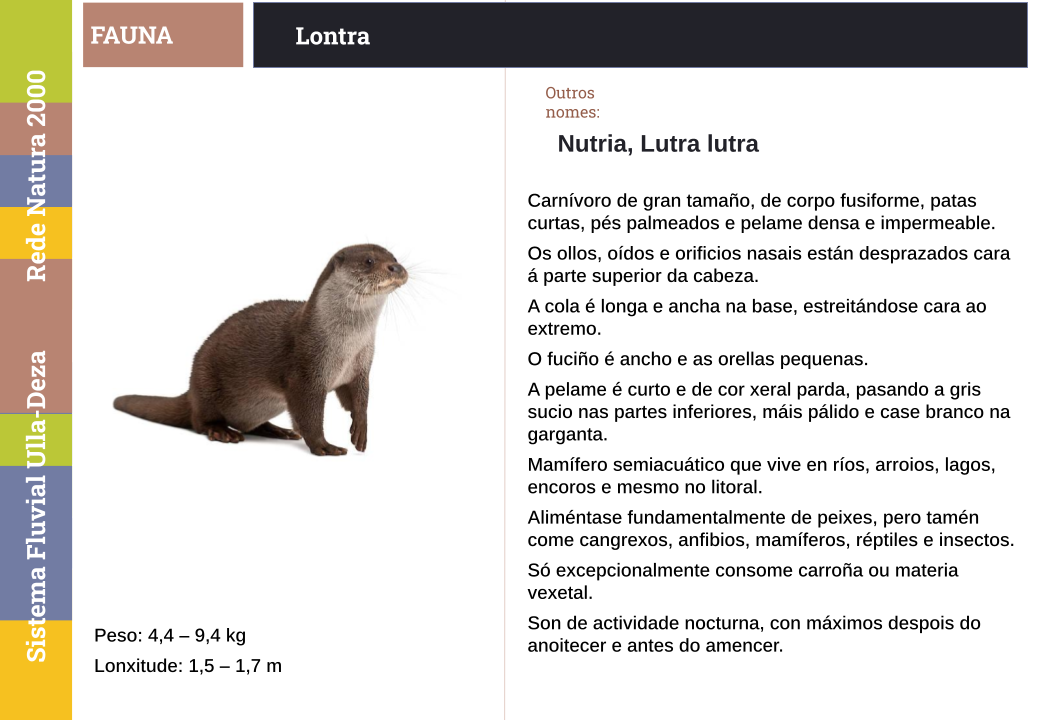 FAUNA
Lontra
Rede Natura 2000
Sistema Fluvial Ulla-Deza
Outros
nomes:
Nutria, Lutra lutra
Carnívoro de gran tamaño, de corpo fusiforme, patas
curtas, pés palmeados e pelame densa e impermeable.
Os ollos, oídos e orificios nasais están desprazados cara
á parte superior da cabeza.
A cola é longa e ancha na base, estreitándose cara ao
extremo.
O fuciño é ancho e as orellas pequenas.
A pelame é curto e de cor xeral parda, pasando a gris
sucio nas partes inferiores, máis pálido e case branco na
garganta.
Mamífero semiacuático que vive en ríos, arroios, lagos,
encoros e mesmo no litoral.
Aliméntase fundamentalmente de peixes, pero tamén
come cangrexos, anfibios, mamíferos, réptiles e insectos.
Só excepcionalmente consome carroña ou materia
vexetal.
Son de actividade nocturna, con máximos despois do
anoitecer e antes do amencer.
Peso: 4,4 – 9,4 kg
Lonxitude: 1,5 – 1,7 m